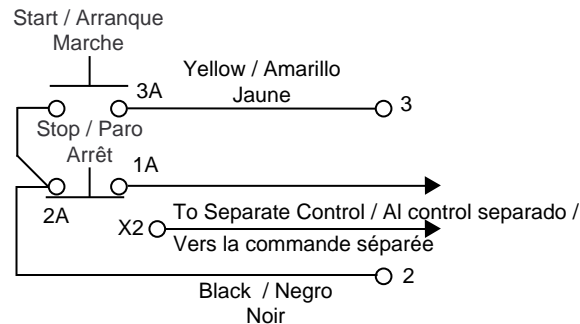 Start / Arranque
Marche
3A
Yellow / Amarillo
Jaune
3
Stop / Paro
Arrêt
1A
2A
To Separate Control / Al control separado /
X2
Vers la commande séparée
2
Black / Negro
Noir